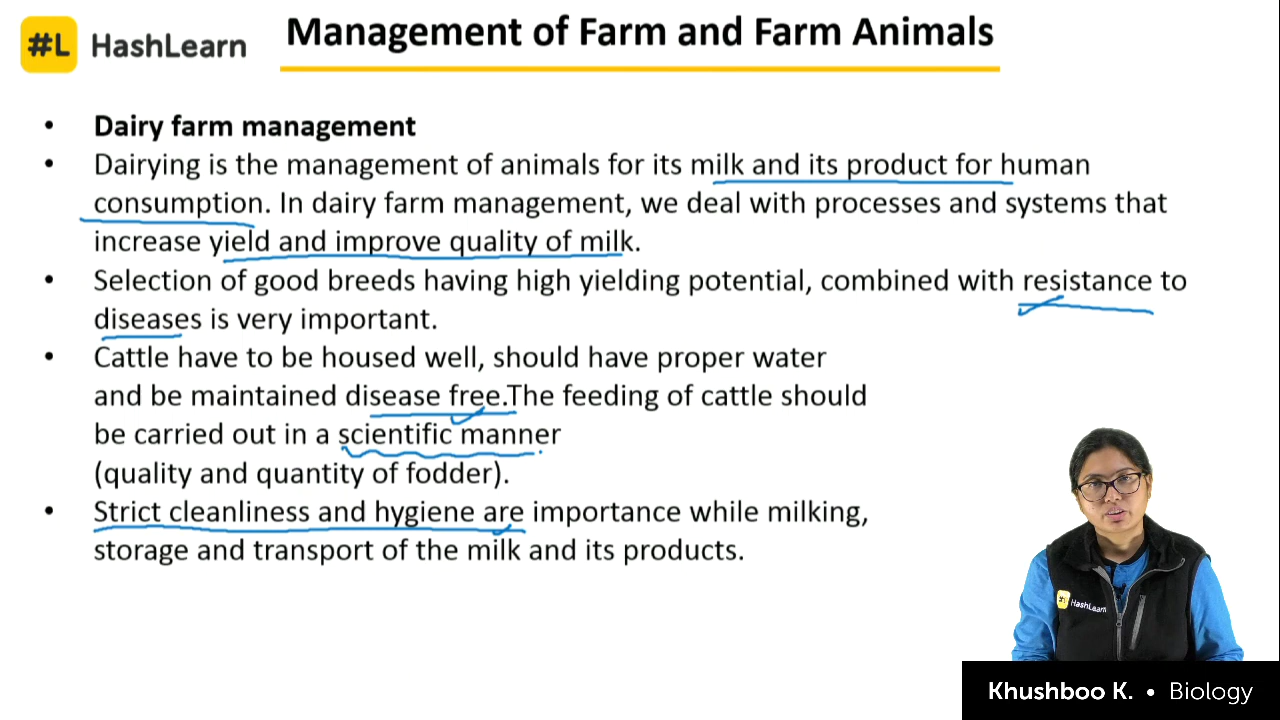 #L HashLearn
Management of Farm and Farm Animals
• Dairy farm management
• Dairying is the management of animals for its milk and its product for human
consumption. In dairy farm management, we deal with processes and systems that
increase yield and improve quality of milk.
• Selection of good breeds having high yielding potential, combined with resistance to
diseases is very important.
• Cattle have to be housed well, should have proper water
and be maintained disease free.The feeding of cattle should
be carried out in a scientific manner
(quality and quantity of fodder).
• Strict cleanliness and hygiene are importance while milking,
storage and transport of the milk and its products.
#L HashLearn
Khushboo K. • Biology